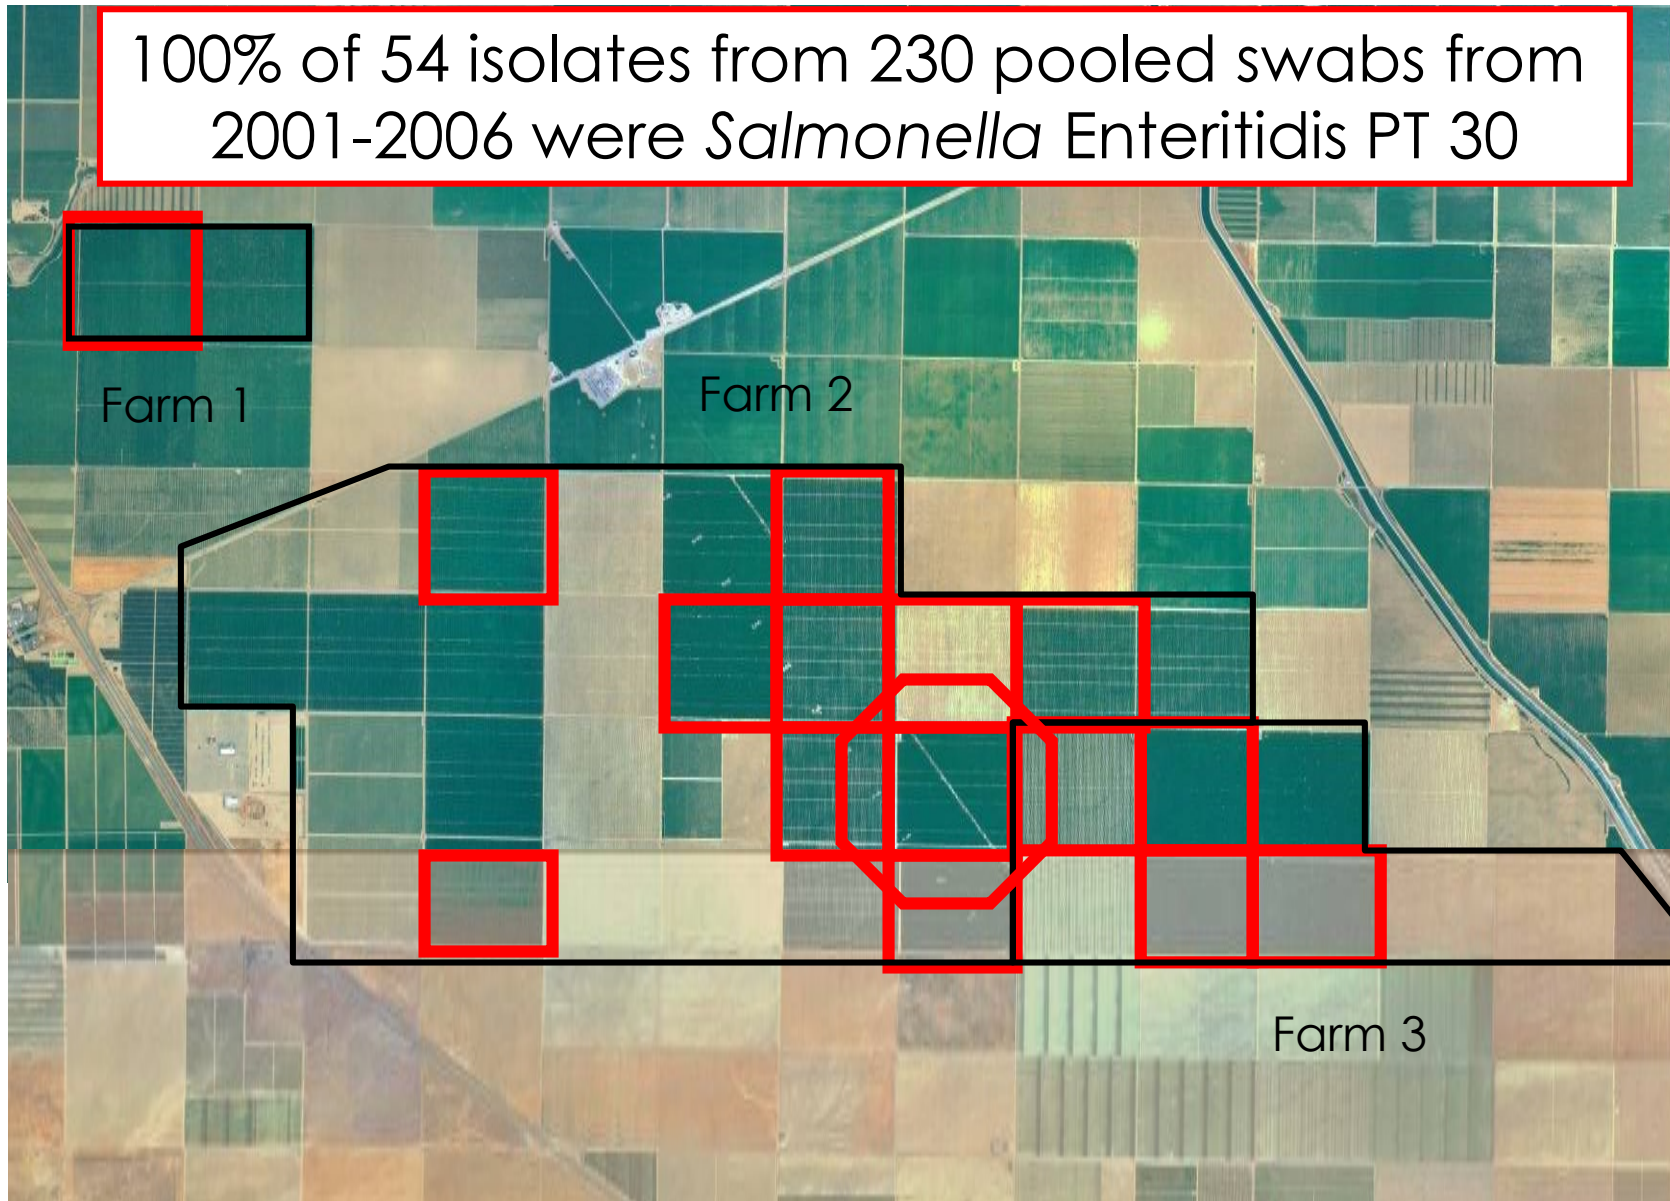 100% of 54 isolates from 230 pooled swabs from
2001-2006 were Salmonella Enteritidis PT 30
Farm 1
Farm 2
Farm 3